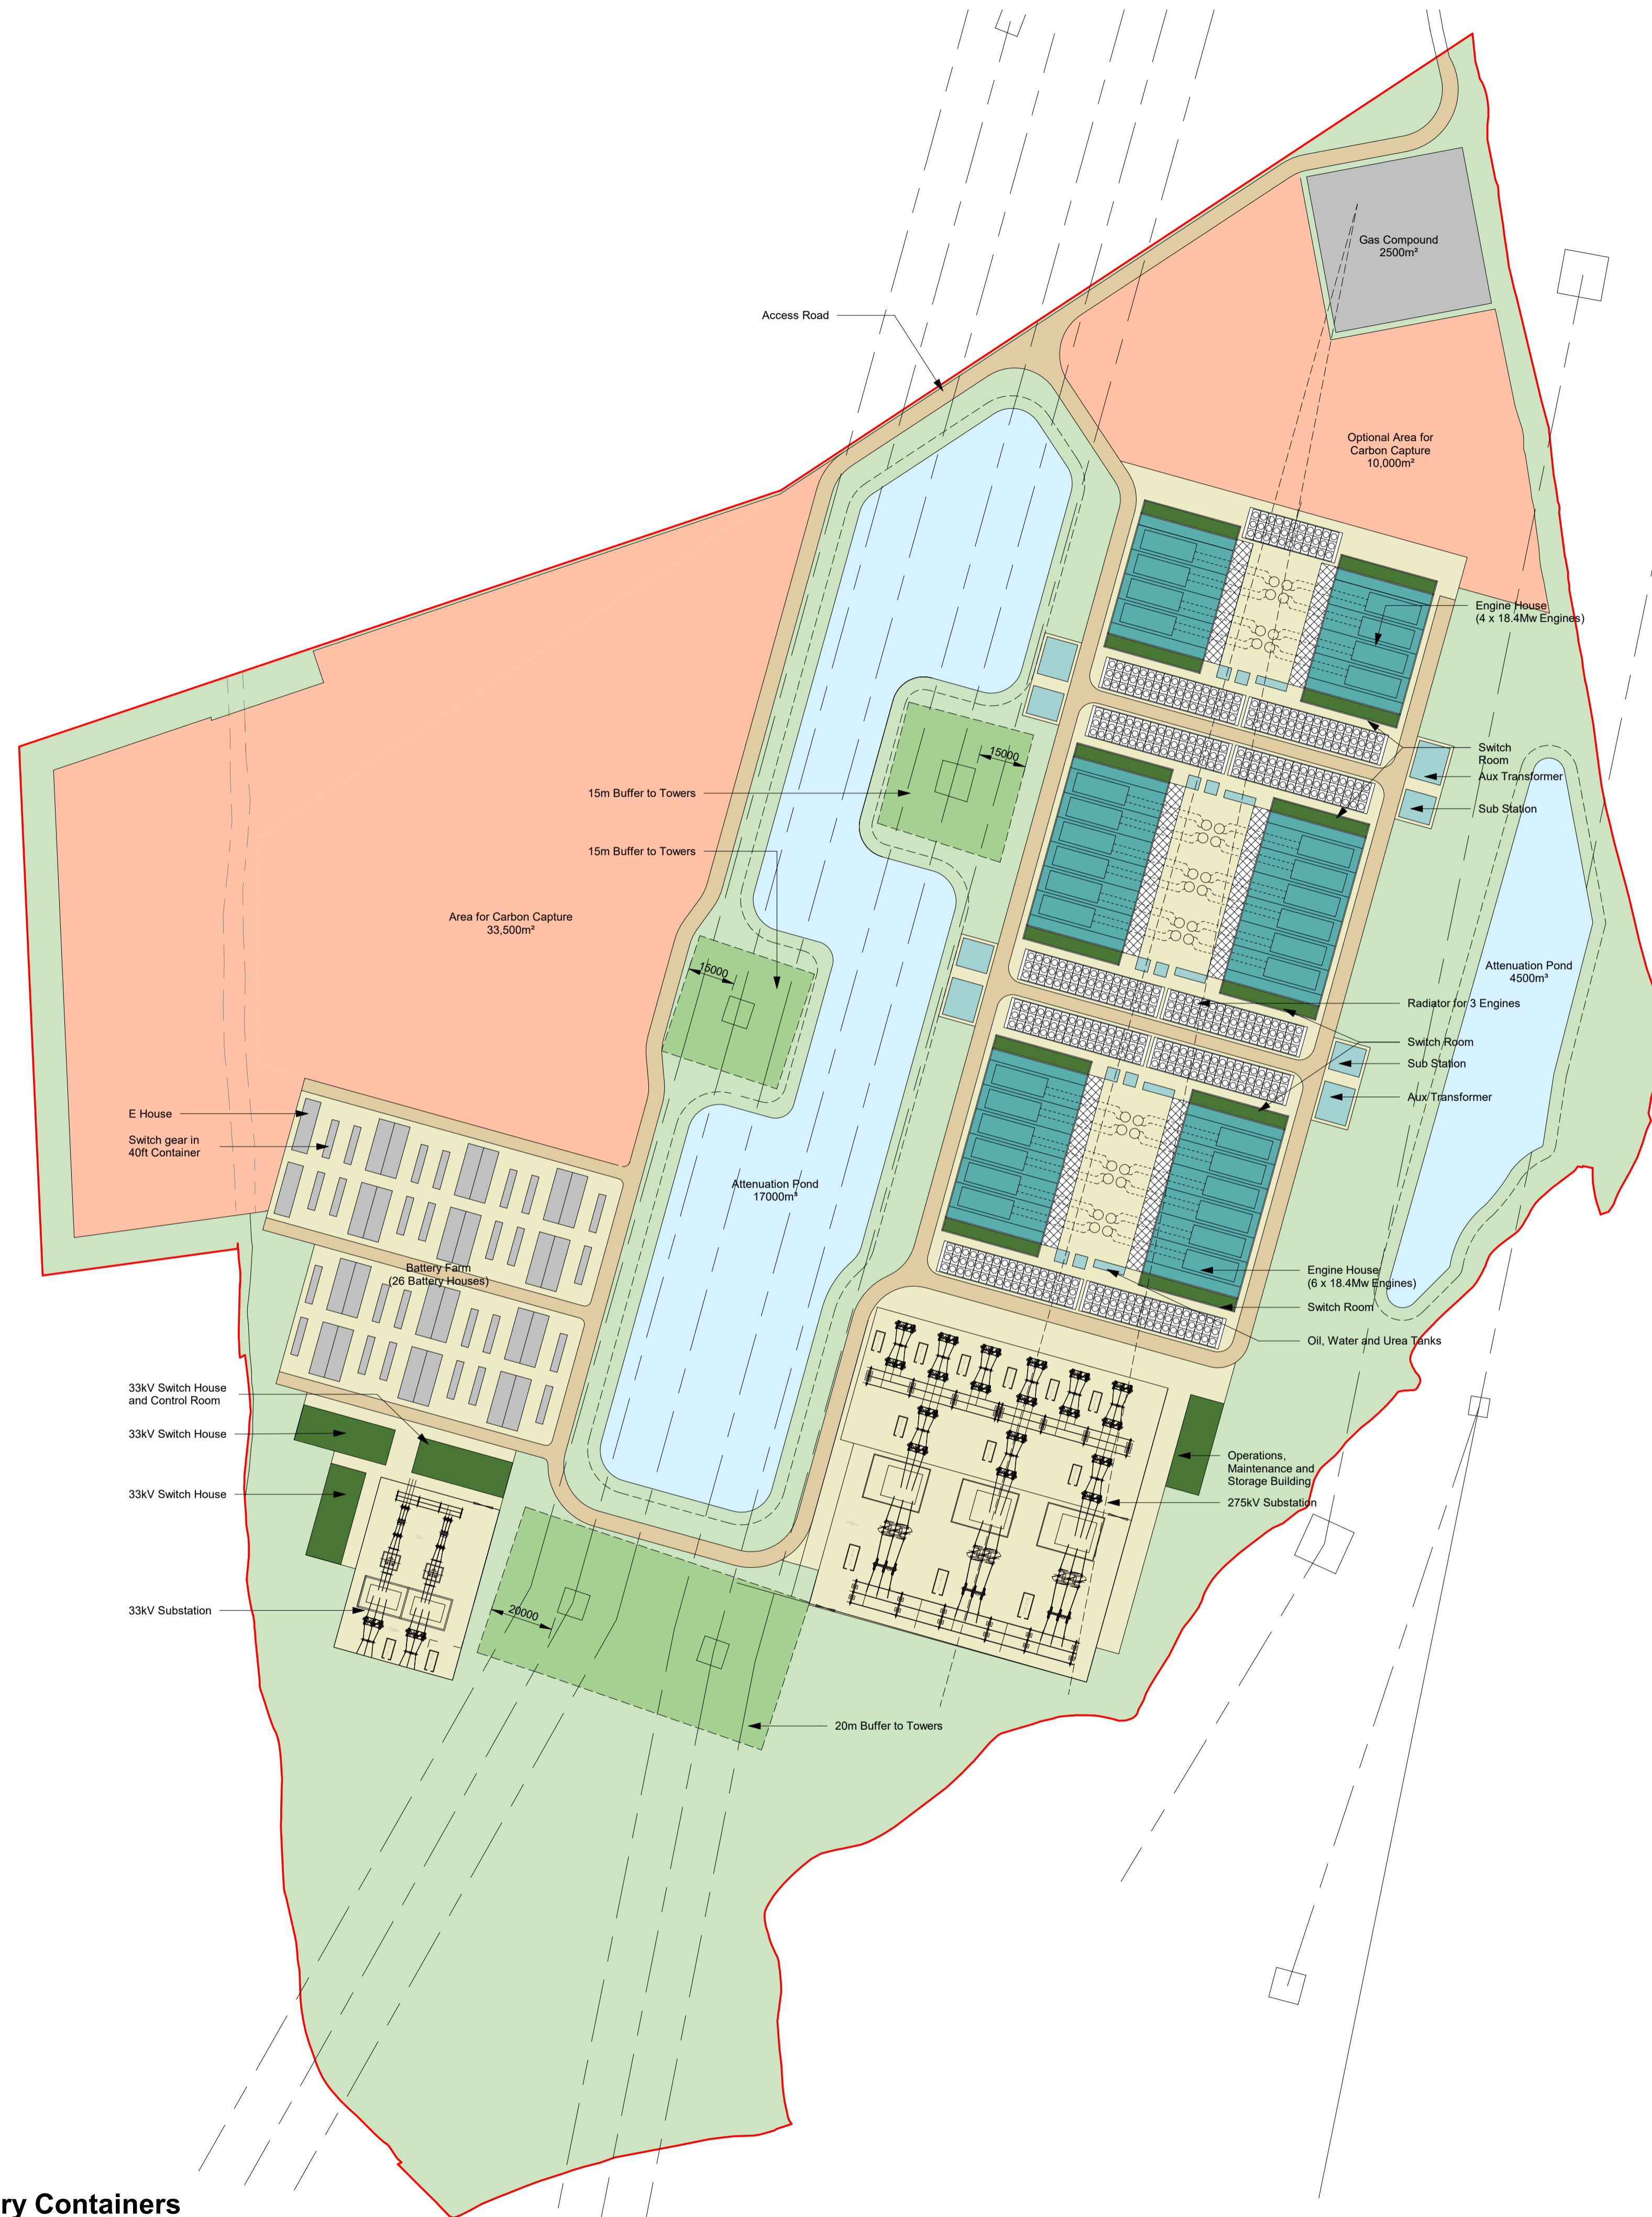 Gas Compound
2500m²
Access Road
Optional Area for
Carbon Capture
10,000m²
Engine House
(4 x 18.4Mw Engines)
Switch
Room
Aux Transformer
Sub Station
15000
15m Buffer to Towers
15m Buffer to Towers
Area for Carbon Capture
33,500m²
15000
Attenuation Pond
4500m³
Radiator for 3 Engines
Switch Room
Sub Station
Aux Transformer
E House
Switch gear in
40ft Container
Attenuation Pond
17000m³
Battery Farm
(26 Battery Houses)
Engine House
(6 x 18.4Mw Engines)
Switch Room
Oil, Water and Urea Tanks
33kV Switch House
and Control Room
33kV Switch House
33kV Switch House
Operations,
Maintenance and
Storage Building
275kV Substation
33kV Substation
20000
20m Buffer to Towers
ry Containers